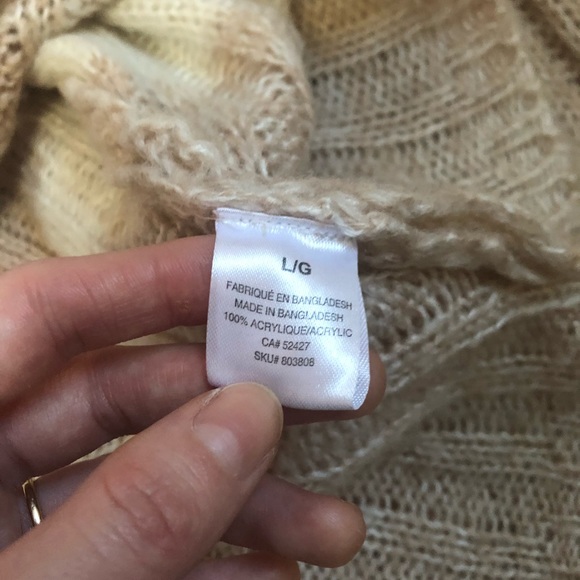 L/G
FABRIQUÉ EN BANGLADESH
MADE IN BANGLADESH
100% ACRYLIQUE/ACRYLIC
CA# 52427
SKU# 803808